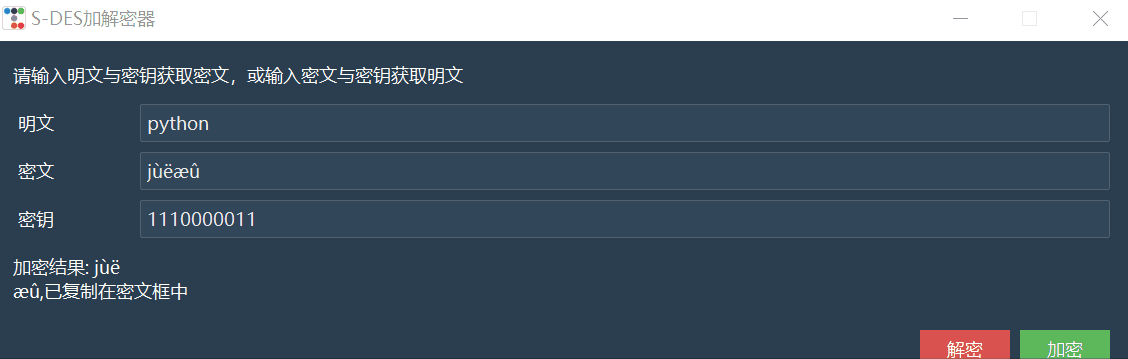 S-DES加解密器
请输入明文与密钥获取密文，或输入密文与密钥获取明文
明文 python
密文 jùëæû
密钥 1110000011
加密结果: jùë
æû,已复制在密文框中
解密 加密